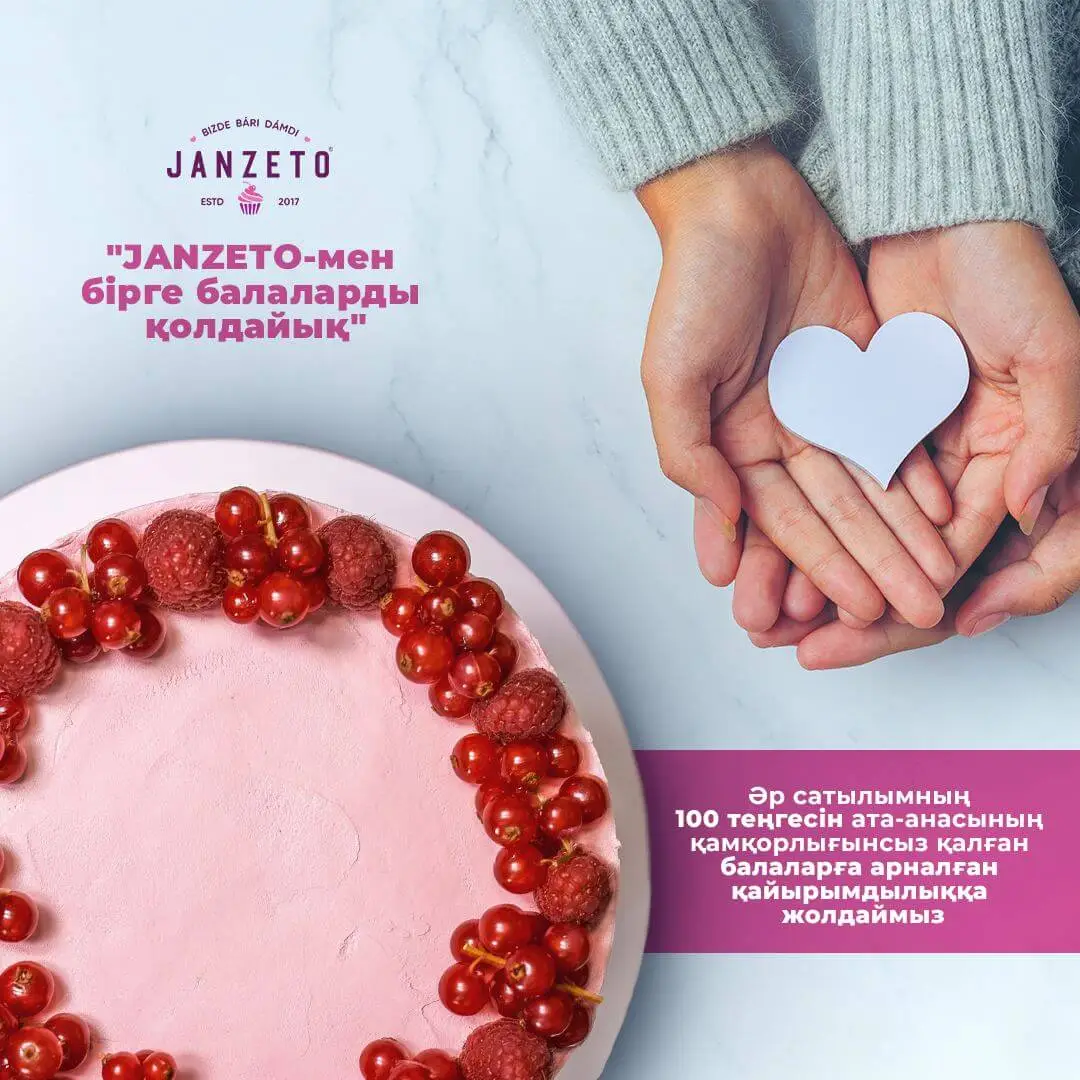 BIZDE BÁRI DÁMDI
JANZETO®
ESTD 2017
"JANZETO-мен
бірге балаларды
қолдайық"
Әр сатылымның
100 теңгесін ата-анасының
қамқорлығынсыз қалған
балаларға арналған
қайырымдылыққа
жолдаймыз